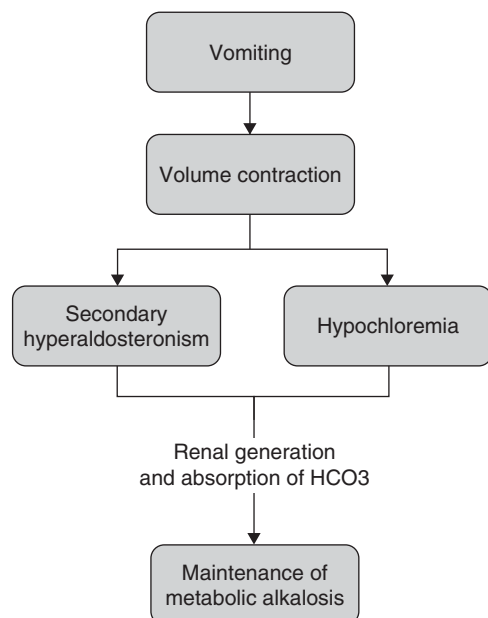 Vomiting
Volume contraction
Secondary
hyperaldosteronism
Hypochloremia
Renal generation
and absorption of HCO3
Maintenance of
metabolic alkalosis